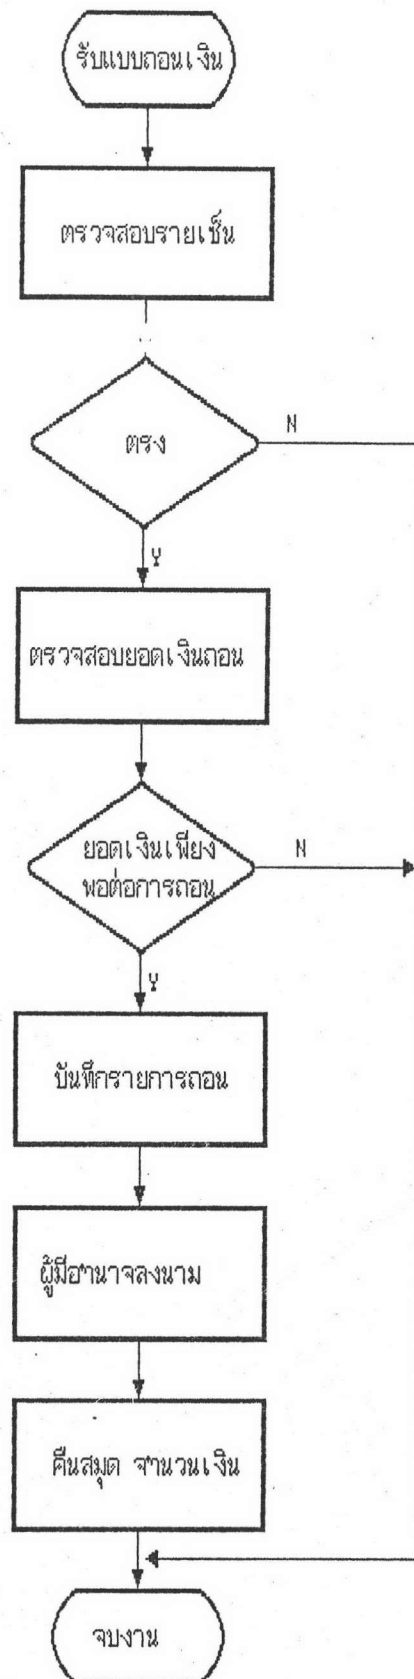 รับแบบถอนเงิน
ตรวจสอบรายเซ็น
ตรง
N
Y
ตรวจสอบยอดเงินถอน
ยอดเงินเพียง
พอต่อการถอน
N
Y
บันทึกรายการถอน
ผู้มีอำนาจลงนาม
คืนสมุด จำนวนเงิน
จบงาน